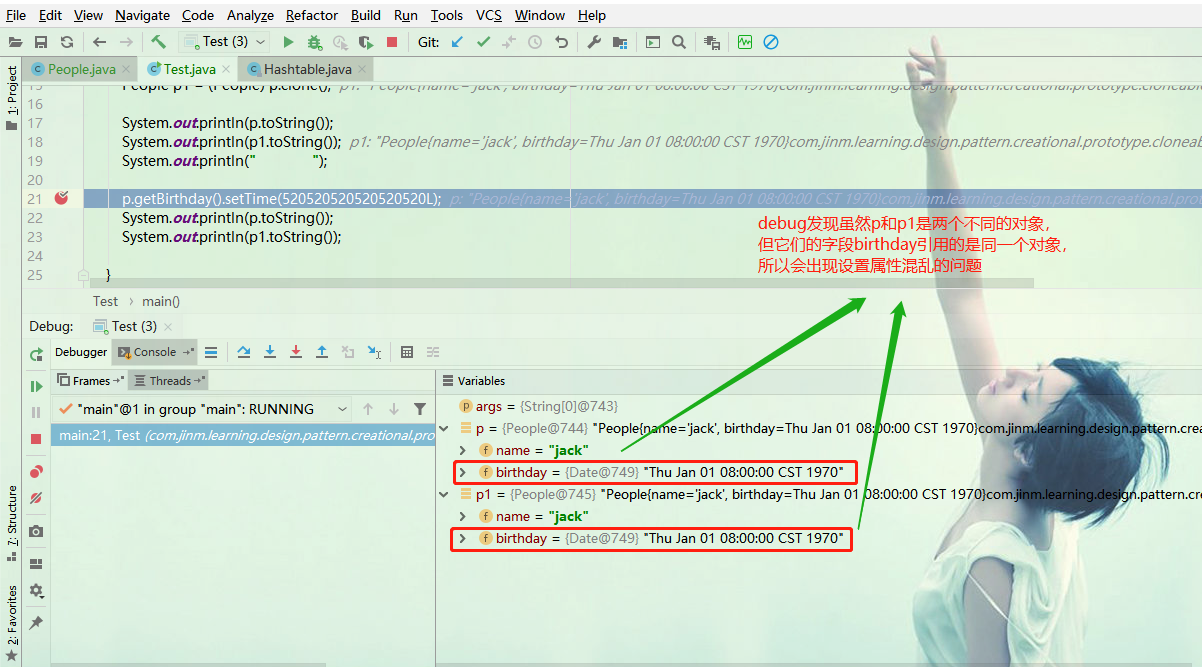 File Edit View Navigate Code Analyze Refactor Build Run Tools VCS Window Help
Test (3) Git:
People.java Test.java Hashtable.java
1: Project
15 People p1 = (People) p.clone(); p1: "People{name='jack', birthday=Thu Jan 01 08:00:00 CST 1970}com.jinm.learning.design.pattern.creational.prototype.cloneab
16
17 System.out.println(p.toString());
18 System.out.println(p1.toString()); p1: "People{name='jack', birthday=Thu Jan 01 08:00:00 CST 1970}com.jinm.learning.design.pattern.creational.prototype.cloneab
19 System.out.println(" ");
20
21 p.getBirthday().setTime(520520520520520520L); p: "People{name='jack', birthday=Thu Jan 01 08:00:00 CST 1970}com.jinm.learning.design.pattern.creational.pro
22 System.out.println(p.toString());
23 System.out.println(p1.toString());
24
25 }
debug发现虽然p和p1是两个不同的对象，
但它们的字段birthday引用的是同一个对象，
所以会出现设置属性混乱的问题
Test › main()
Debug: Test (3)
Debugger Console
Frames Threads
"main"@1 in group "main": RUNNING
main:21, Test (com.jinm.learning.design.pattern.creational.pro
Variables
args = {String[0]@743}
p = {People@744} "People{name='jack', birthday=Thu Jan 01 08:00:00 CST 1970}com.jinm.learning.design.pattern.crea
name = "jack"
birthday = {Date@749} "Thu Jan 01 08:00:00 CST 1970"
p1 = {People@745} "People{name='jack', birthday=Thu Jan 01 08:00:00 CST 1970}com.jinm.learning.design.pattern.cre
name = "jack"
birthday = {Date@749} "Thu Jan 01 08:00:00 CST 1970"
7: Structure
2: Favorites